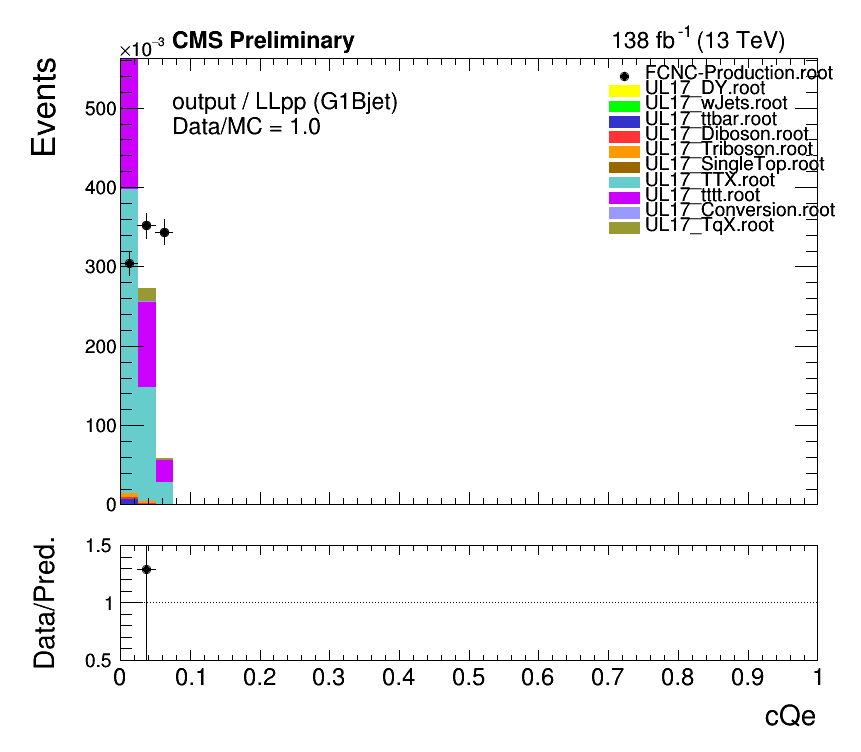 ×10⁻³ CMS Preliminary 138 fb⁻¹ (13 TeV)
Events
output / LLpp (G1Bjet)
Data/MC = 1.0
FCNC-Production.root
UL17_DY.root
UL17_wJets.root
UL17_ttbar.root
UL17_Diboson.root
UL17_Triboson.root
UL17_SingleTop.root
UL17_TTX.root
UL17_tttt.root
UL17_Conversion.root
UL17_TqX.root
500
400
300
200
100
0
Data/Pred.
1.5
1
0.5
0 0.1 0.2 0.3 0.4 0.5 0.6 0.7 0.8 0.9 1
cQe